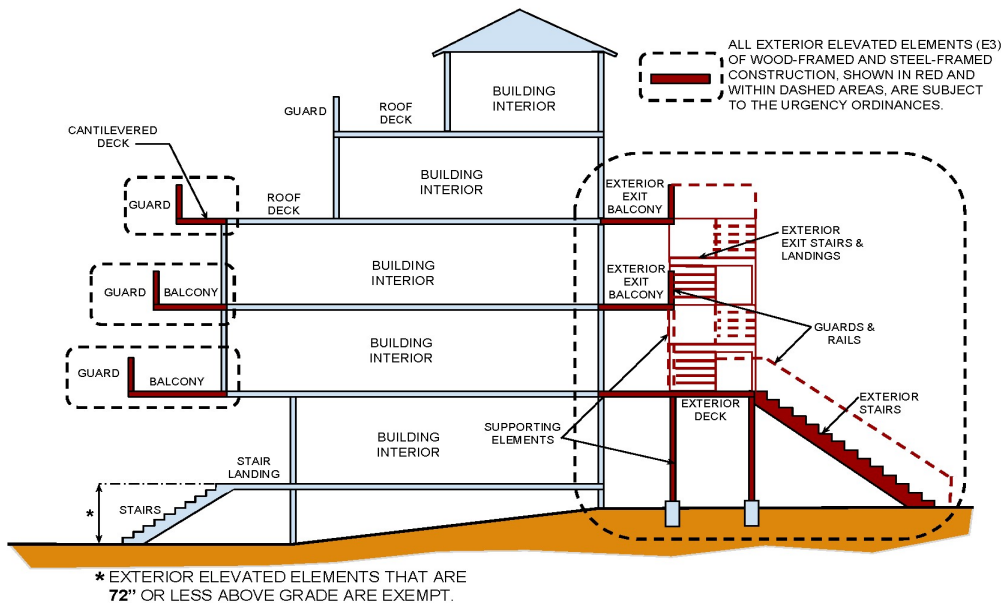 ALL EXTERIOR ELEVATED ELEMENTS (E3)
OF WOOD-FRAMED AND STEEL-FRAMED
CONSTRUCTION, SHOWN IN RED AND
WITHIN DASHED AREAS, ARE SUBJECT
TO THE URGENCY ORDINANCES.
BUILDING
INTERIOR
GUARD
ROOF
DECK
CANTILEVERED
DECK
BUILDING
INTERIOR
GUARD
ROOF
DECK
EXTERIOR
EXIT
BALCONY
EXTERIOR
EXIT STAIRS &
LANDINGS
BUILDING
INTERIOR
EXTERIOR
EXIT
BALCONY
GUARD
BALCONY
GUARDS &
RAILS
BUILDING
INTERIOR
GUARD
BALCONY
EXTERIOR
STAIRS
EXTERIOR
DECK
SUPPORTING
ELEMENTS
BUILDING
INTERIOR
STAIR
LANDING
*
STAIRS
* EXTERIOR ELEVATED ELEMENTS THAT ARE
72” OR LESS ABOVE GRADE ARE EXEMPT.